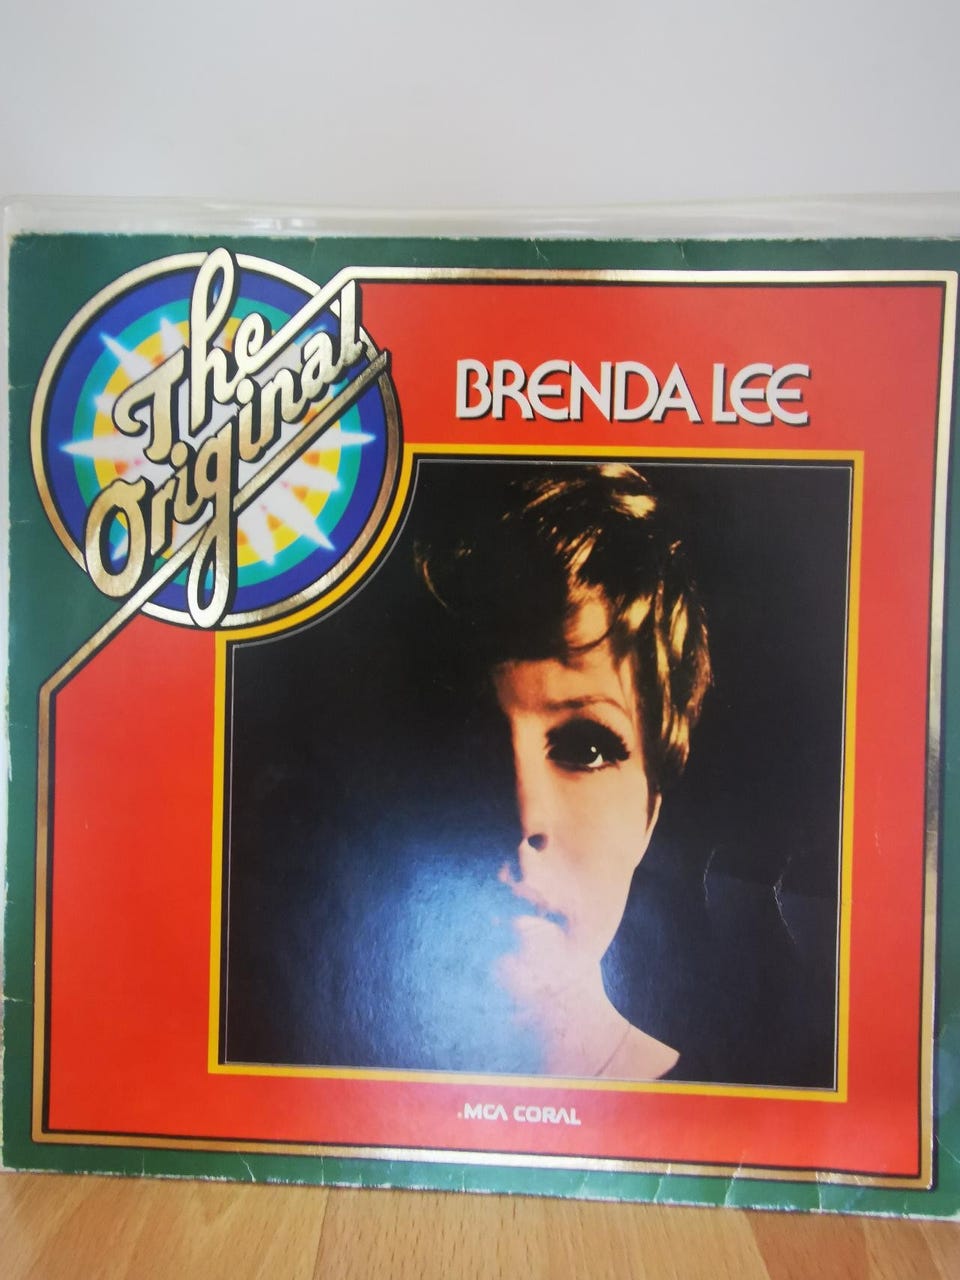 The
Original
BRENDA LEE
MCA CORAL